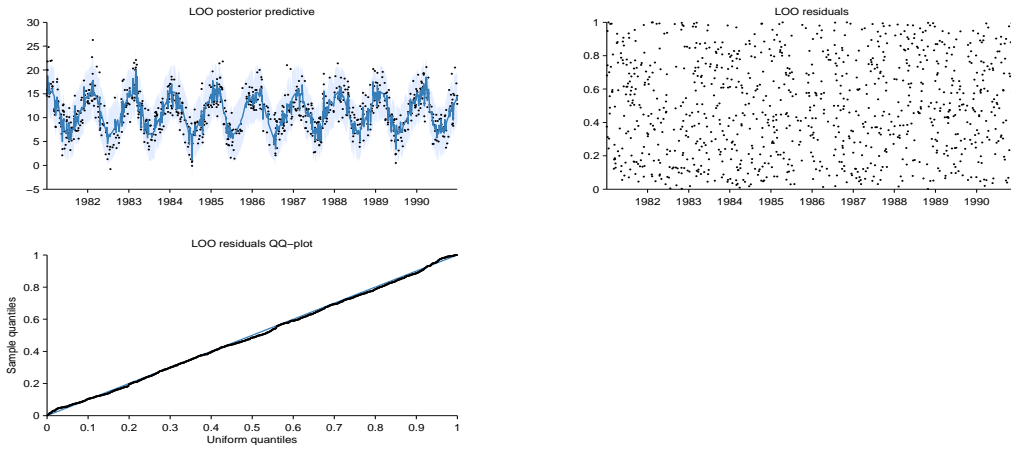 LOO posterior predictive
30
25
20
15
10
5
0
−5
1982 1983 1984 1985 1986 1987 1988 1989 1990
LOO residuals
1
0.8
0.6
0.4
0.2
0
1982 1983 1984 1985 1986 1987 1988 1989 1990
LOO residuals QQ−plot
Sample quantiles
1
0.8
0.6
0.4
0.2
0
0 0.1 0.2 0.3 0.4 0.5 0.6 0.7 0.8 0.9 1
Uniform quantiles